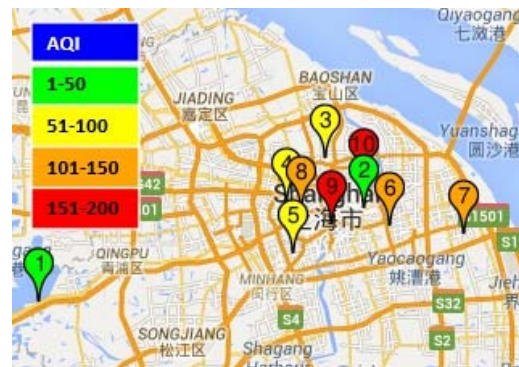 AQI
1-50
51-100
101-150
151-200
Qiyaogang
七滧港
BAOSHAN
宝山区
JIADING
嘉定区
Yuanshag
圆沙港
3
10
4
8
2
9
6
7
5
1
S42
Shanghai
上海市
1501
S1
QINGPU
青浦区
Yaocaogang
姚漕港
MINHANG
闵行区
S32
S4
S2
SONGJIANG
松江区
Shagang